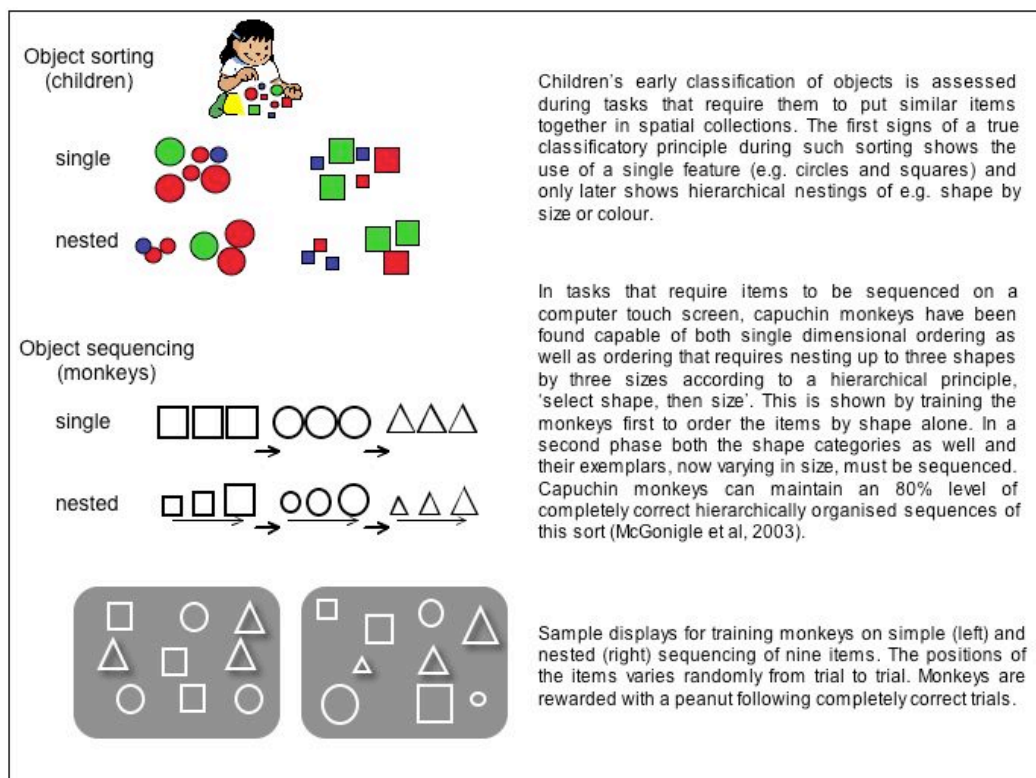 Object sorting
(children)
Children's early classification of objects is assessed
during tasks that require them to put similar items
together in spatial collections. The first signs of a true
classificatory principle during such sorting shows the
use of a single feature (e.g. circles and squares) and
only later shows hierarchical nestings of e.g. shape by
size or colour.
single
nested
In tasks that require items to be sequenced on a
computer touch screen, capuchin monkeys have been
found capable of both single dimensional ordering as
well as ordering that requires nesting up to three shapes
by three sizes according to a hierarchical principle,
'select shape, then size'. This is shown by training the
monkeys first to order the items by shape alone. In a
second phase both the shape categories as well and
their exemplars, now varying in size, must be sequenced.
Capuchin monkeys can maintain an 80% level of
completely correct hierarchically organised sequences of
this sort (McGonigle et al, 2003).
Object sequencing
(monkeys)
single
nested
Sample displays for training monkeys on simple (left) and
nested (right) sequencing of nine items. The positions of
the items varies randomly from trial to trial. Monkeys are
rewarded with a peanut following completely correct trials.